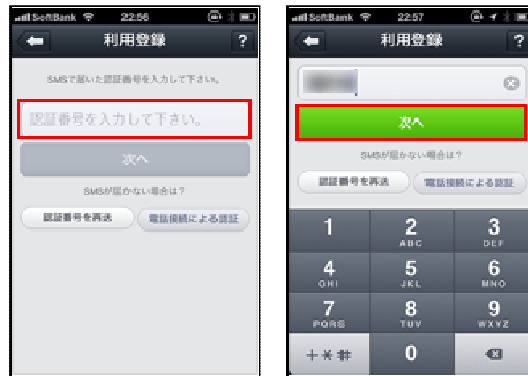 SoftBank 22:56
利用登録 ?
SMSで届いた認証番号を入力して下さい。
認証番号を入力して下さい。
次へ
SMSが届かない場合は？
認証番号を再送 電話接続による認証
SoftBank 22:57
利用登録 ?
次へ
SMSが届かない場合は？
認証番号を再送 電話接続による認証
1 2 3
ABC DEF
4 5 6
GHI JKL MNO
7 8 9
PQRS TUV WXYZ
+*# 0